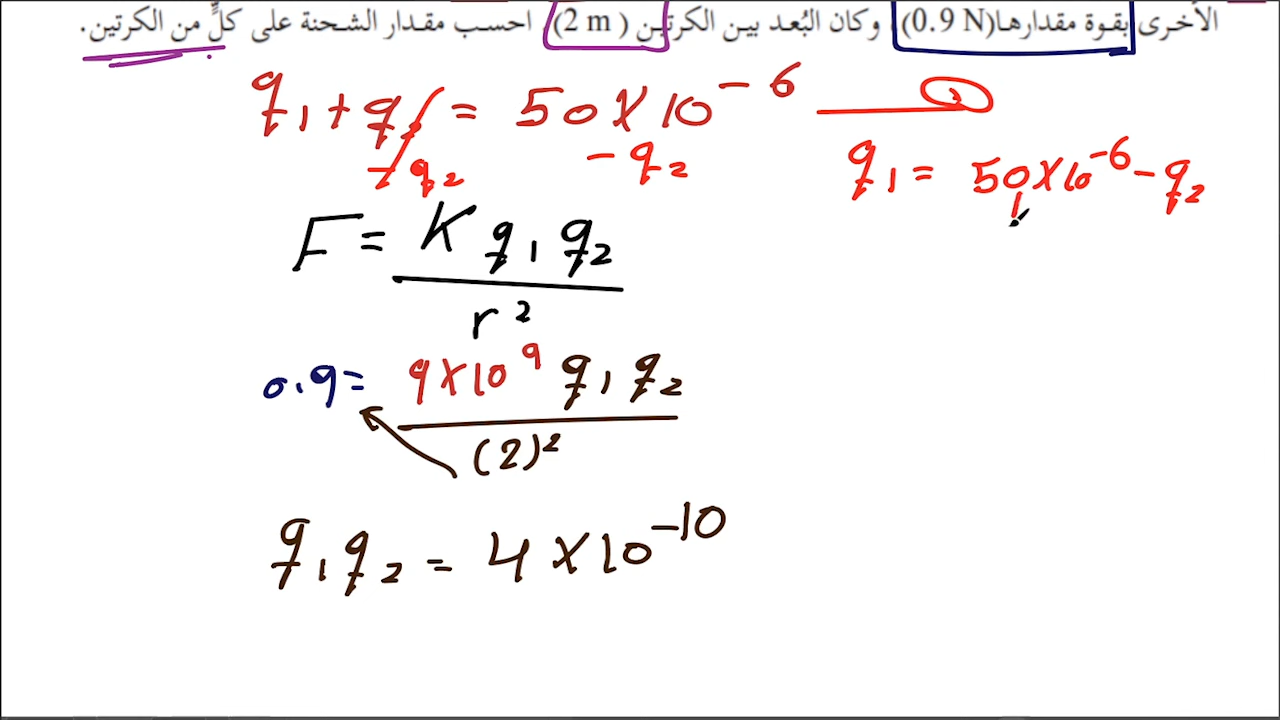 الأخرى بقوة مقدارها(0.9 N) وكان البُعد بين الكرتين (2 m) احسب مقدار الشحنة على كلٍّ من الكرتين.
q1 + q2 = 50 × 10^-6 2
- q2 - q2
q1 = 50 × 10^-6 - q2
F = K q1 q2 / r^2
0.9 = 9 × 10^9 q1 q2 / (2)^2
q1 q2 = 4 × 10^-10